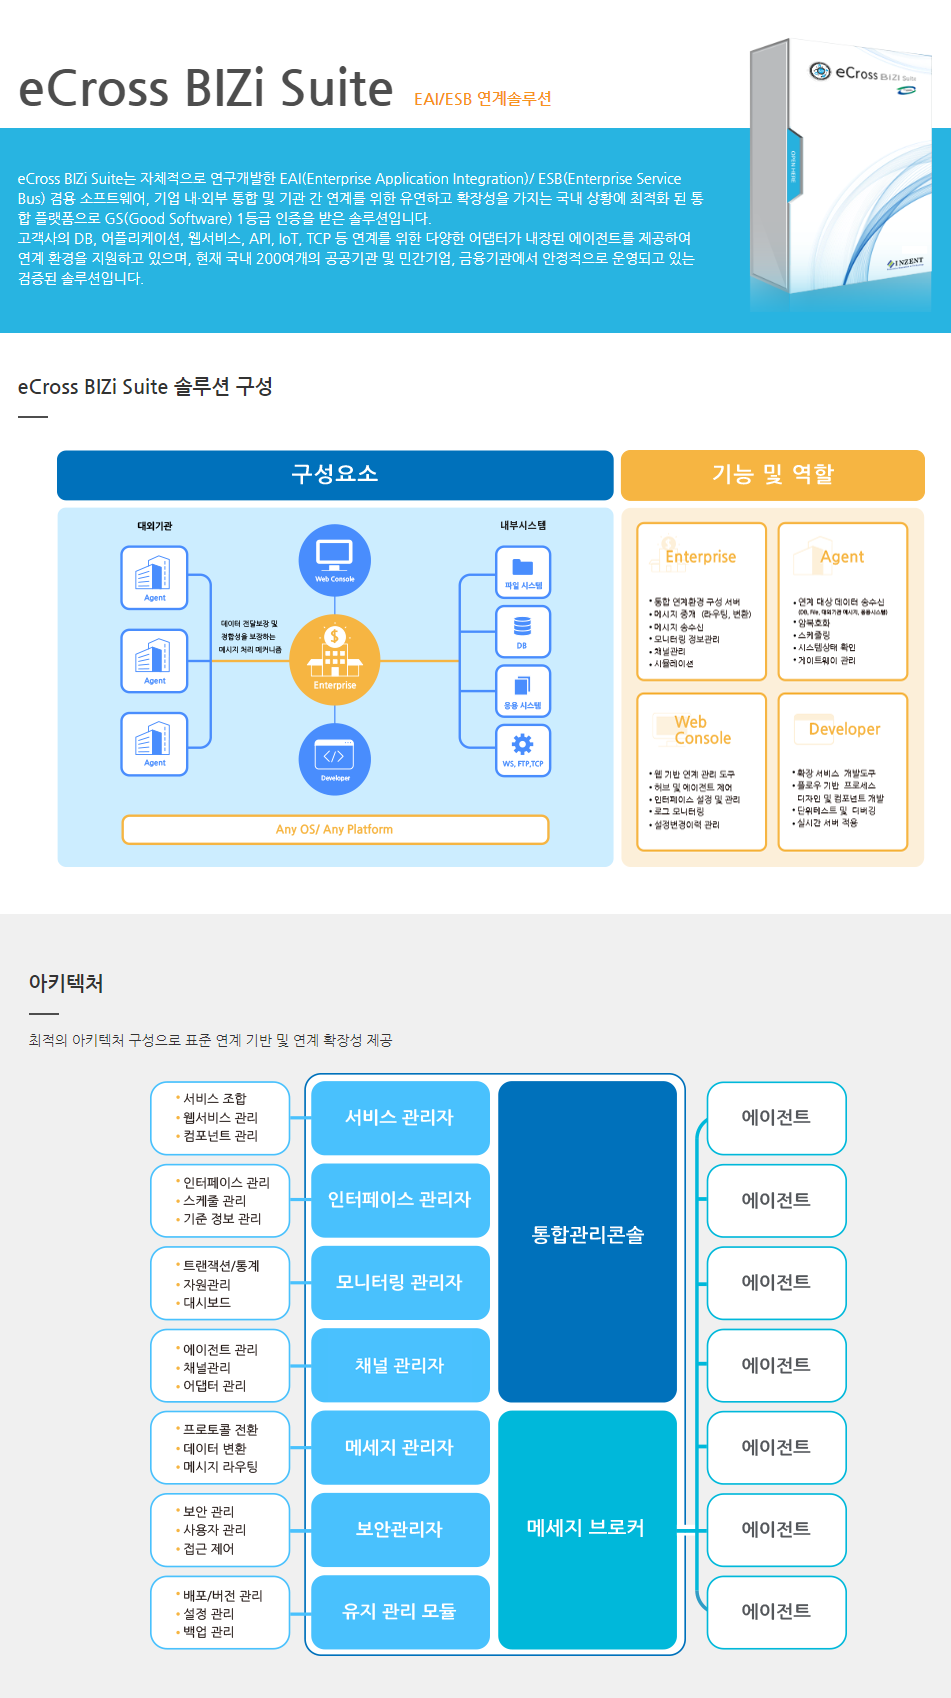 eCross BIZi Suite EAI/ESB 연계솔루션
eCross BIZi Suite
OPEN HERE
INZENT
eCross BIZi Suite는 자체적으로 연구개발한 EAI(Enterprise Application Integration)/ ESB(Enterprise Service
Bus) 겸용 소프트웨어, 기업 내·외부 통합 및 기관 간 연계를 위한 유연하고 확장성을 가지는 국내 상황에 최적화 된 통
합 플랫폼으로 GS(Good Software) 1등급 인증을 받은 솔루션입니다.
고객사의 DB, 어플리케이션, 웹서비스, API, IoT, TCP 등 연계를 위한 다양한 어댑터가 내장된 에이전트를 제공하여
연계 환경을 지원하고 있으며, 현재 국내 200여개의 공공기관 및 민간기업, 금융기관에서 안정적으로 운영되고 있는
검증된 솔루션입니다.
eCross BIZi Suite 솔루션 구성
구성요소
대외기관
Agent
Agent
Agent
데이터 전달보장 및
정합성을 보장하는
메시지 처리 메커니즘
Web Console
Enterprise
Developer
내부시스템
파일 시스템
DB
응용 시스템
WS, FTP,TCP
Any OS/ Any Platform
기능 및 역할
Enterprise
• 통합 연계환경 구성 서버
• 메시지 중개 (라우팅, 변환)
• 메시지 송수신
• 모니터링 정보관리
• 채널관리
• 시뮬레이션
Agent
• 연계 대상 데이터 송수신
(DB, File, 대외기관 메시지, 응용시스템)
• 암복호화
• 스케줄링
• 시스템상태 확인
• 게이트웨이 관리
Web
Console
• 웹 기반 연계 관리 도구
• 허브 및 에이전트 제어
• 인터페이스 설정 및 관리
• 로그 모니터링
• 설정변경이력 관리
Developer
• 확장 서비스 개발도구
• 플로우 기반 프로세스
디자인 및 컴포넌트 개발
• 단위테스트 및 디버깅
• 실시간 서버 적용
아키텍처
최적의 아키텍처 구성으로 표준 연계 기반 및 연계 확장성 제공
• 서비스 조합
• 웹서비스 관리
• 컴포넌트 관리
서비스 관리자
• 인터페이스 관리
• 스케줄 관리
• 기준 정보 관리
인터페이스 관리자
• 트랜잭션/통계
• 자원관리
• 대시보드
모니터링 관리자
• 에이전트 관리
• 채널관리
• 어댑터 관리
채널 관리자
• 프로토콜 전환
• 데이터 변환
• 메시지 라우팅
메세지 관리자
• 보안 관리
• 사용자 관리
• 접근 제어
보안관리자
• 배포/버전 관리
• 설정 관리
• 백업 관리
유지 관리 모듈
통합관리콘솔
메세지 브로커
에이전트
에이전트
에이전트
에이전트
에이전트
에이전트
에이전트